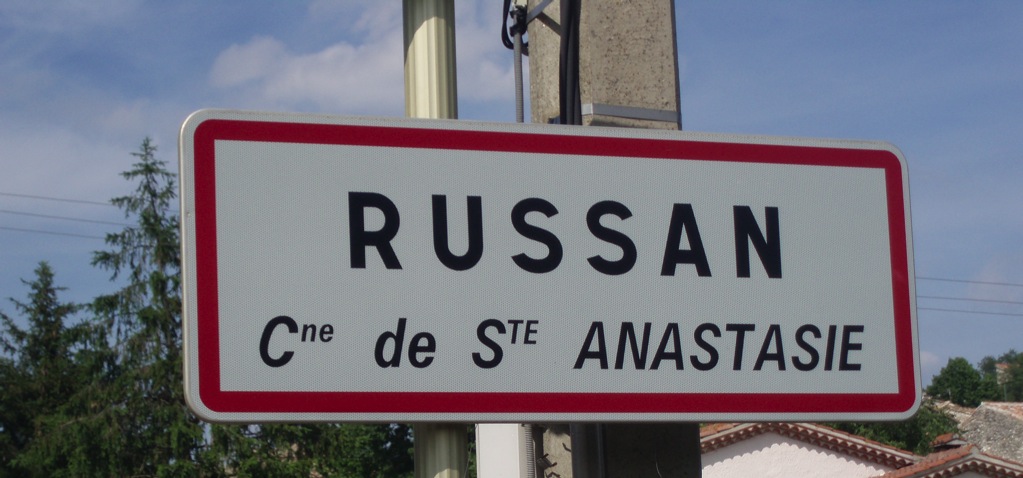 RUSSAN
Cne de STE ANASTASIE